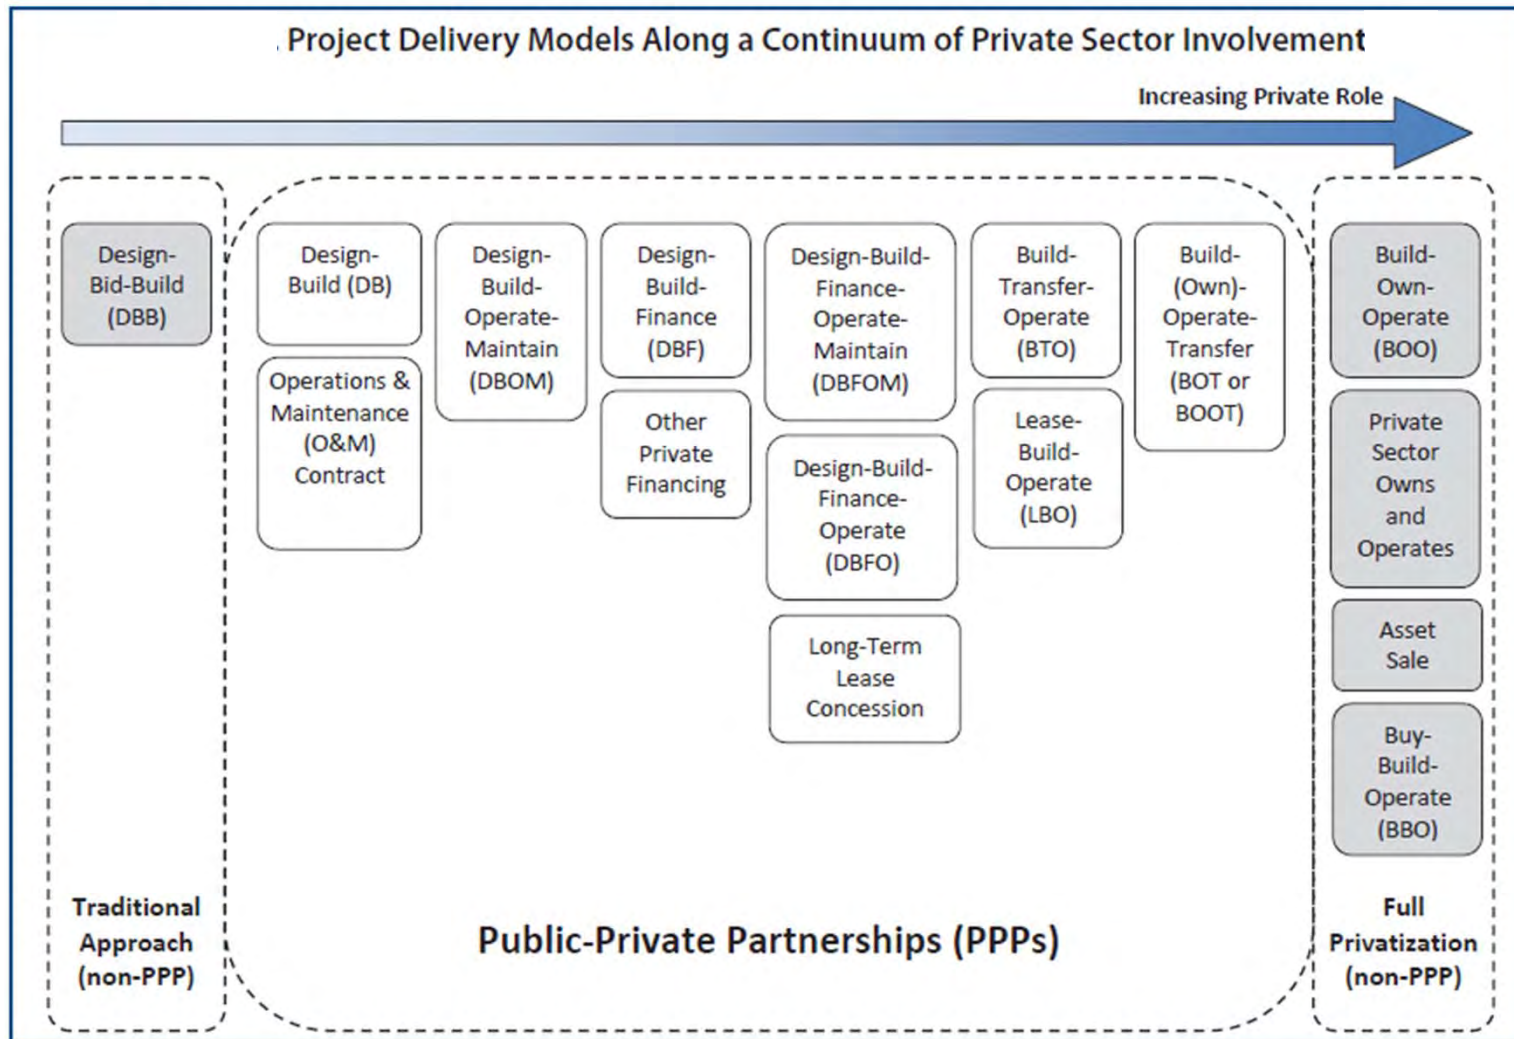 . Project Delivery Models Along a Continuum of Private Sector Involvement
Increasing Private Role
Design-
Bid-Build
(DBB)
Traditional
Approach
(non-PPP)
Design-
Build (DB)
Operations &
Maintenance
(O&M)
Contract
Design-
Build-
Operate-
Maintain
(DBOM)
Design-
Build-
Finance
(DBF)
Other
Private
Financing
Design-Build-
Finance-
Operate-
Maintain
(DBFOM)
Design-Build-
Finance-
Operate
(DBFO)
Long-Term
Lease
Concession
Build-
Transfer-
Operate
(BTO)
Lease-
Build-
Operate
(LBO)
Build-
(Own)-
Operate-
Transfer
(BOT or
BOOT)
Public-Private Partnerships (PPPs)
Build-
Own-
Operate
(BOO)
Private
Sector
Owns
and
Operates
Asset
Sale
Buy-
Build-
Operate
(BBO)
Full
Privatization
(non-PPP)